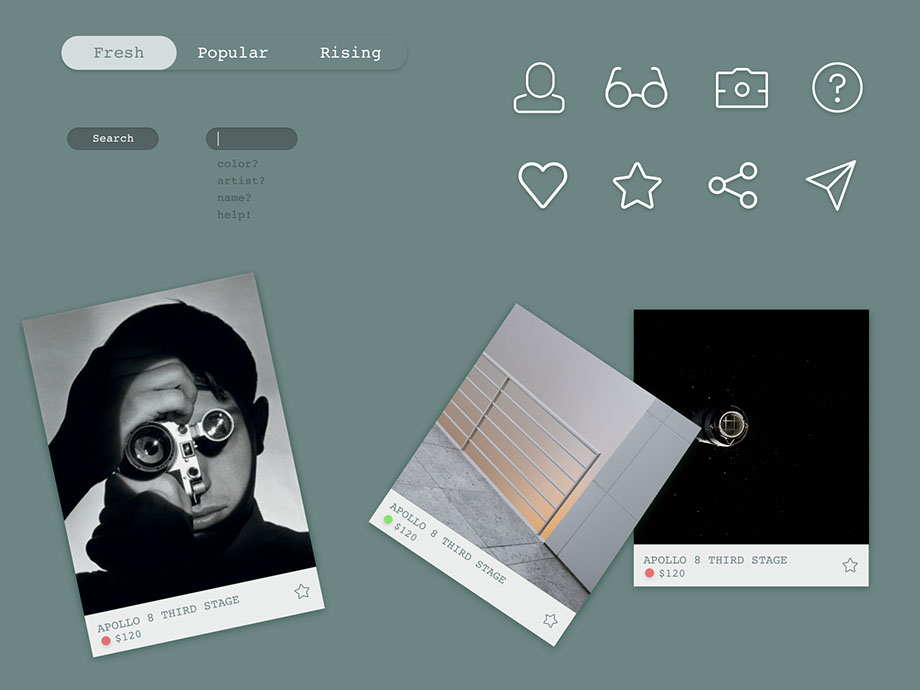 Fresh
Popular
Rising
Search
color?
artist?
name?
help!
?
APOLLO 8 THIRD STAGE
$120
APOLLO 8 THIRD STAGE
$120
APOLLO 8 THIRD STAGE
$120